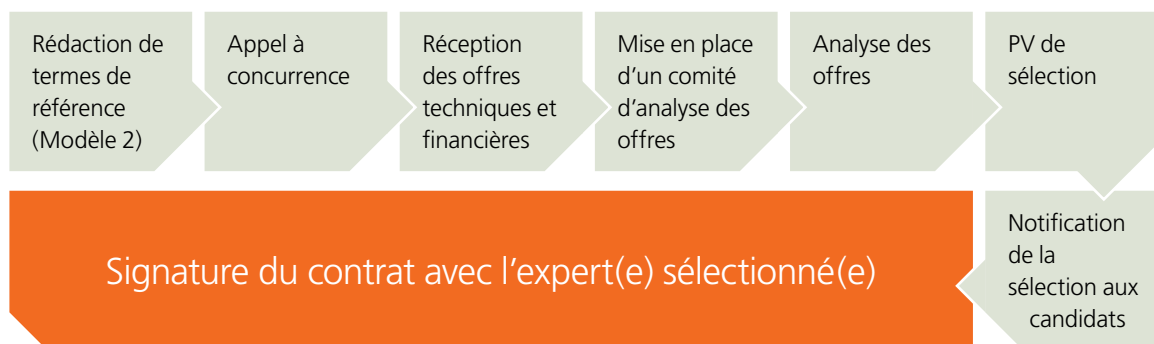 Rédaction de
termes de
référence
(Modèle 2)
Appel à
concurrence
Réception
des offres
techniques et
financières
Mise en place
d’un comité
d’analyse des
offres
Analyse des
offres
PV de
sélection
Notification
de la
sélection aux
candidats
Signature du contrat avec l’expert(e) sélectionné(e)